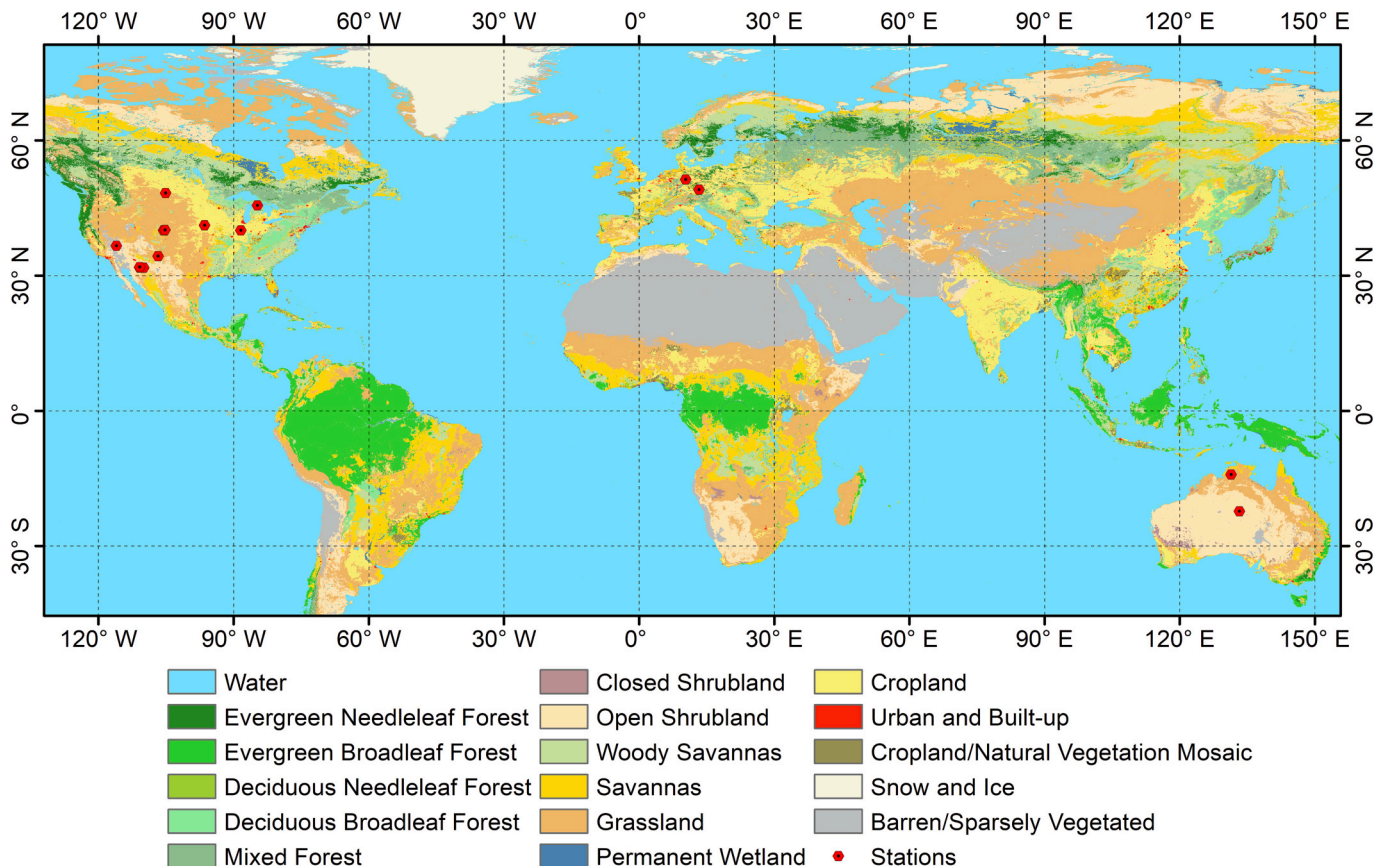 120° W 90° W 60° W 30° W 0° 30° E 60° E 90° E 120° E 150° E
60° N 60° N
30° N 30° N
0° 0°
30° S 30° S
120° W 90° W 60° W 30° W 0° 30° E 60° E 90° E 120° E 150° E
Water Closed Shrubland Cropland
Evergreen Needleleaf Forest Open Shrubland Urban and Built-up
Evergreen Broadleaf Forest Woody Savannas Cropland/Natural Vegetation Mosaic
Deciduous Needleleaf Forest Savannas Snow and Ice
Deciduous Broadleaf Forest Grassland Barren/Sparsely Vegetated
Mixed Forest Permanent Wetland Stations